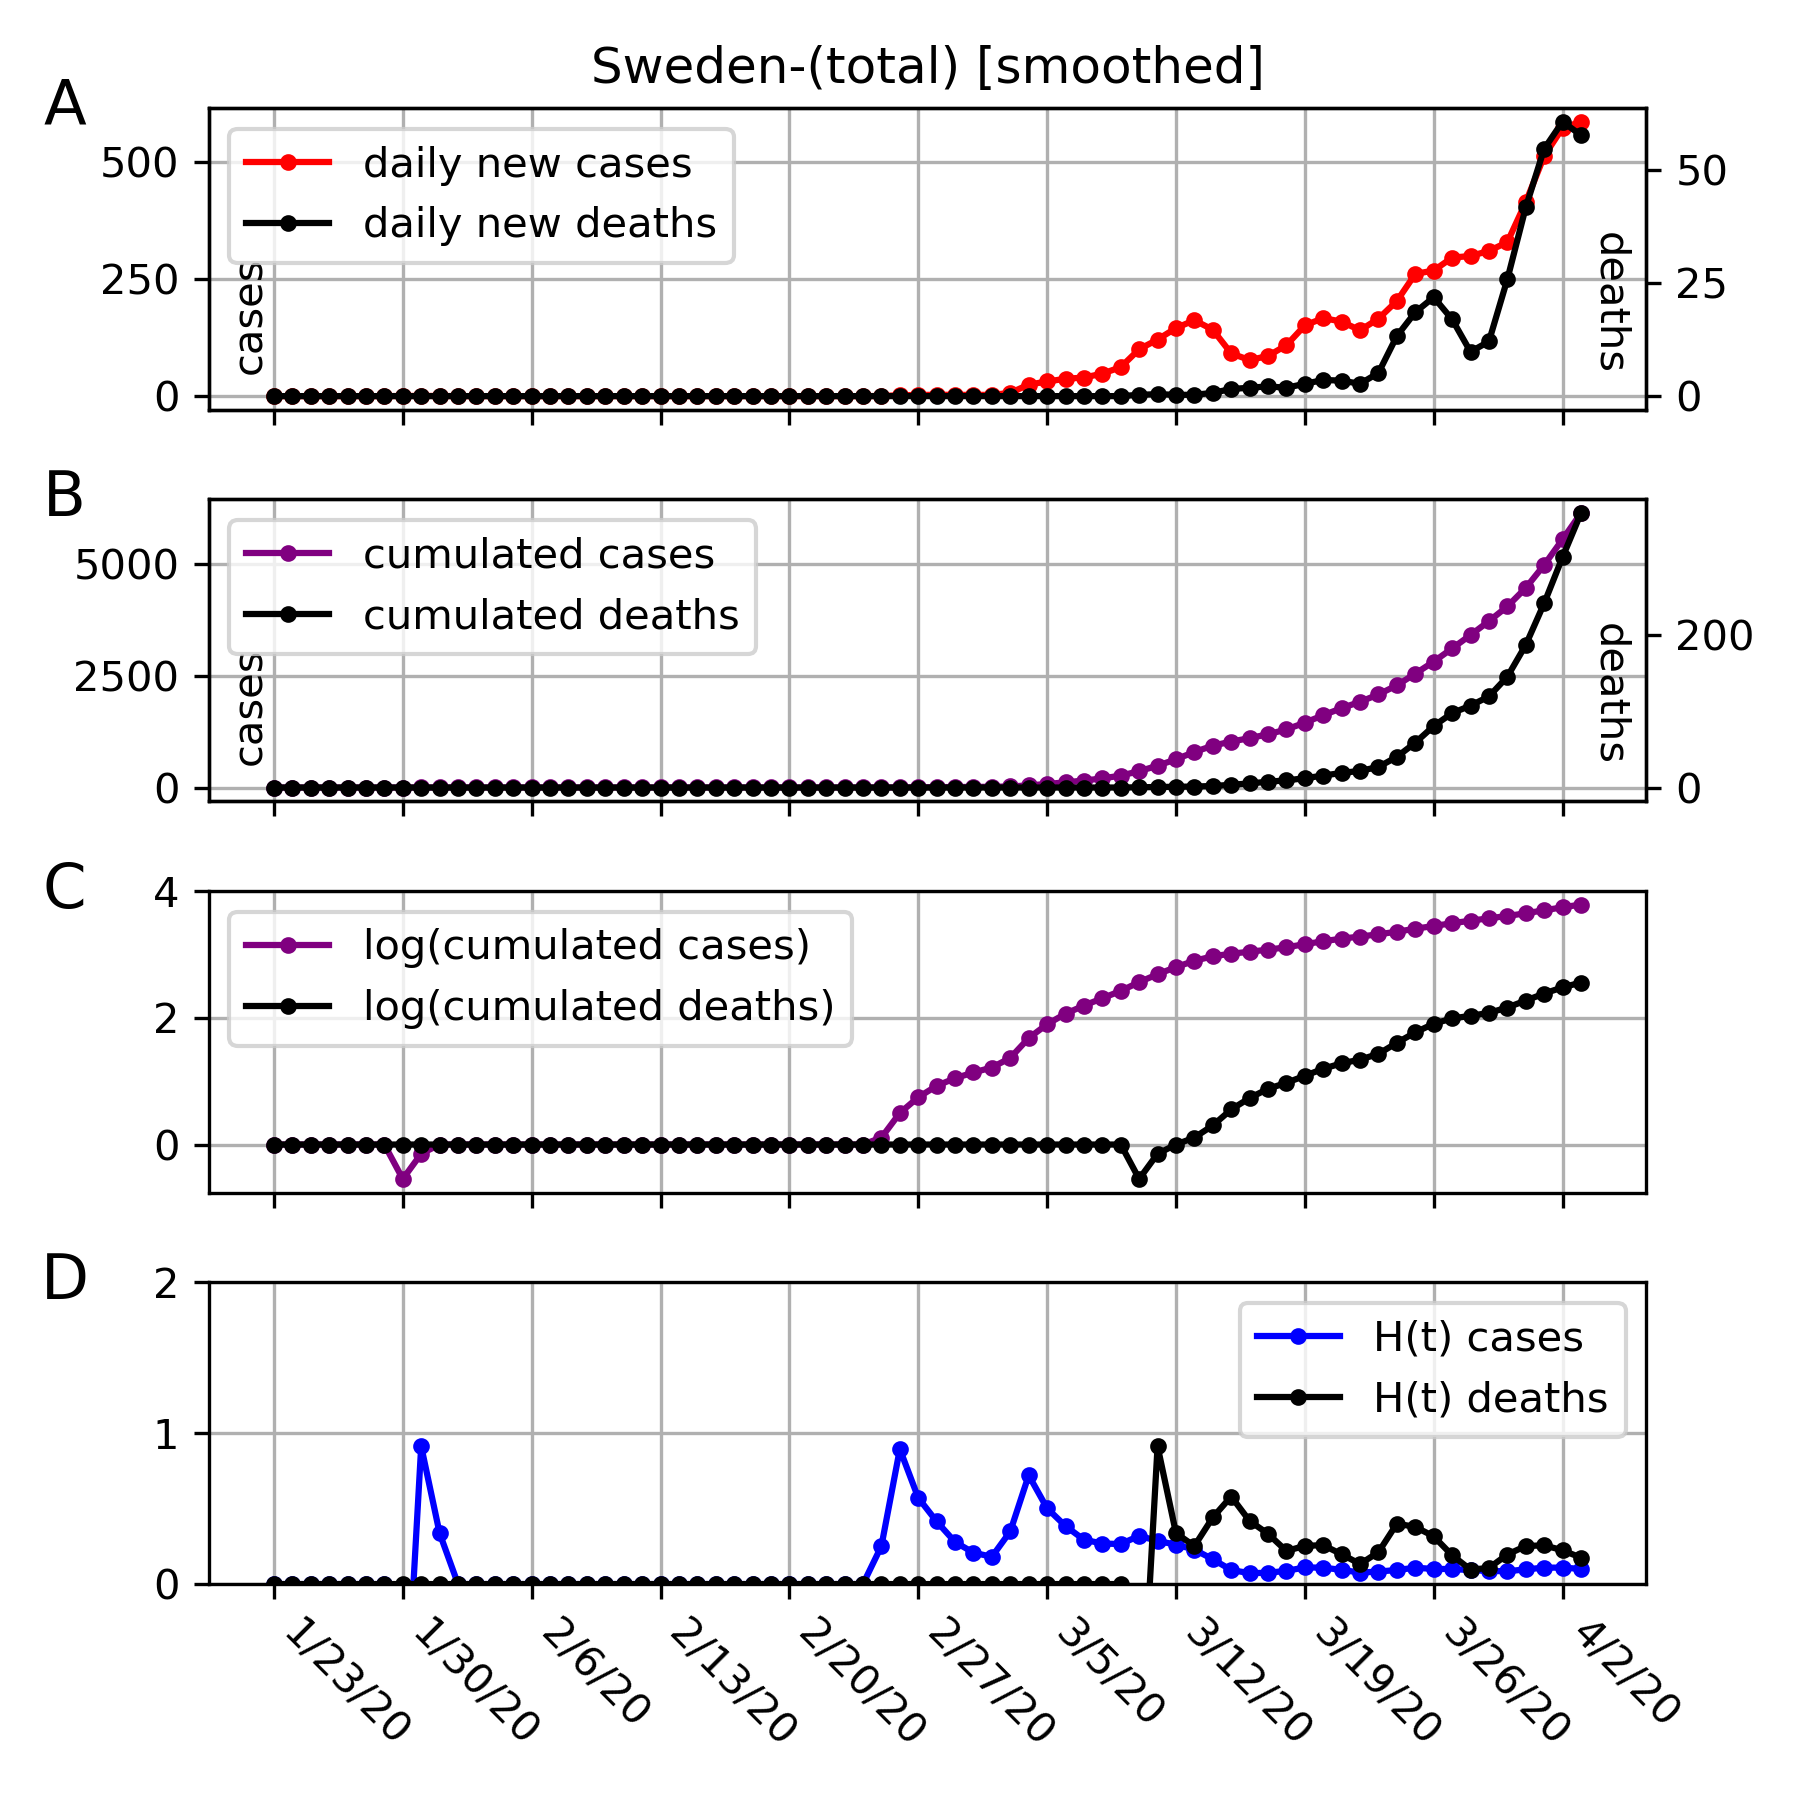 Sweden-(total) [smoothed]
A
500
250
0
cases
daily new cases
daily new deaths
50
25
0
deaths
B
5000
2500
0
cases
cumulated cases
cumulated deaths
200
0
deaths
C
4
2
0
log(cumulated cases)
log(cumulated deaths)
D
2
1
0
H(t) cases
H(t) deaths
1/23/20
1/30/20
2/6/20
2/13/20
2/20/20
2/27/20
3/5/20
3/12/20
3/19/20
3/26/20
4/2/20